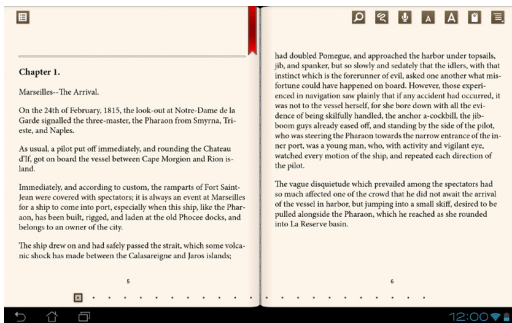 Chapter 1.
Marseilles--The Arrival.
On the 24th of February, 1815, the look-out at Notre-Dame de la
Garde signalled the three-master, the Pharaon from Smyrna, Tri-
este, and Naples.
As usual, a pilot put off immediately, and rounding the Chateau
d'If, got on board the vessel between Cape Morgion and Rion is-
land.
Immediately, and according to custom, the ramparts of Fort Saint-
Jean were covered with spectators; it is always an event at Marseilles
for a ship to come into port, especially when this ship, like the Phar-
aon, has been built, rigged, and laden at the old Phocee docks, and
belongs to an owner of the city.
The ship drew on and had safely passed the strait, which some volca-
nic shock has made between the Calasareigne and Jaros islands;
5
had doubled Pomegue, and approached the harbor under topsails,
jib, and spanker, but so slowly and sedately that the idlers, with that
instinct which is the forerunner of evil, asked one another what mis-
fortune could have happened on board. However, those experi-
enced in navigation saw plainly that if any accident had occurred, it
was not to the vessel herself, for she bore down with all the evi-
dence of being skilfully handled, the anchor a-cockbill, the jib-
boom guys already eased off, and standing by the side of the pilot,
who was steering the Pharaon towards the narrow entrance of the in-
ner port, was a young man, who, with activity and vigilant eye,
watched every motion of the ship, and repeated each direction of
the pilot.
The vague disquietude which prevailed among the spectators had
so much affected one of the crowd that he did not await the arrival
of the vessel in harbor, but jumping into a small skiff, desired to be
pulled alongside the Pharaon, which he reached as she rounded
into La Reserve basin.
6
A A
12:00